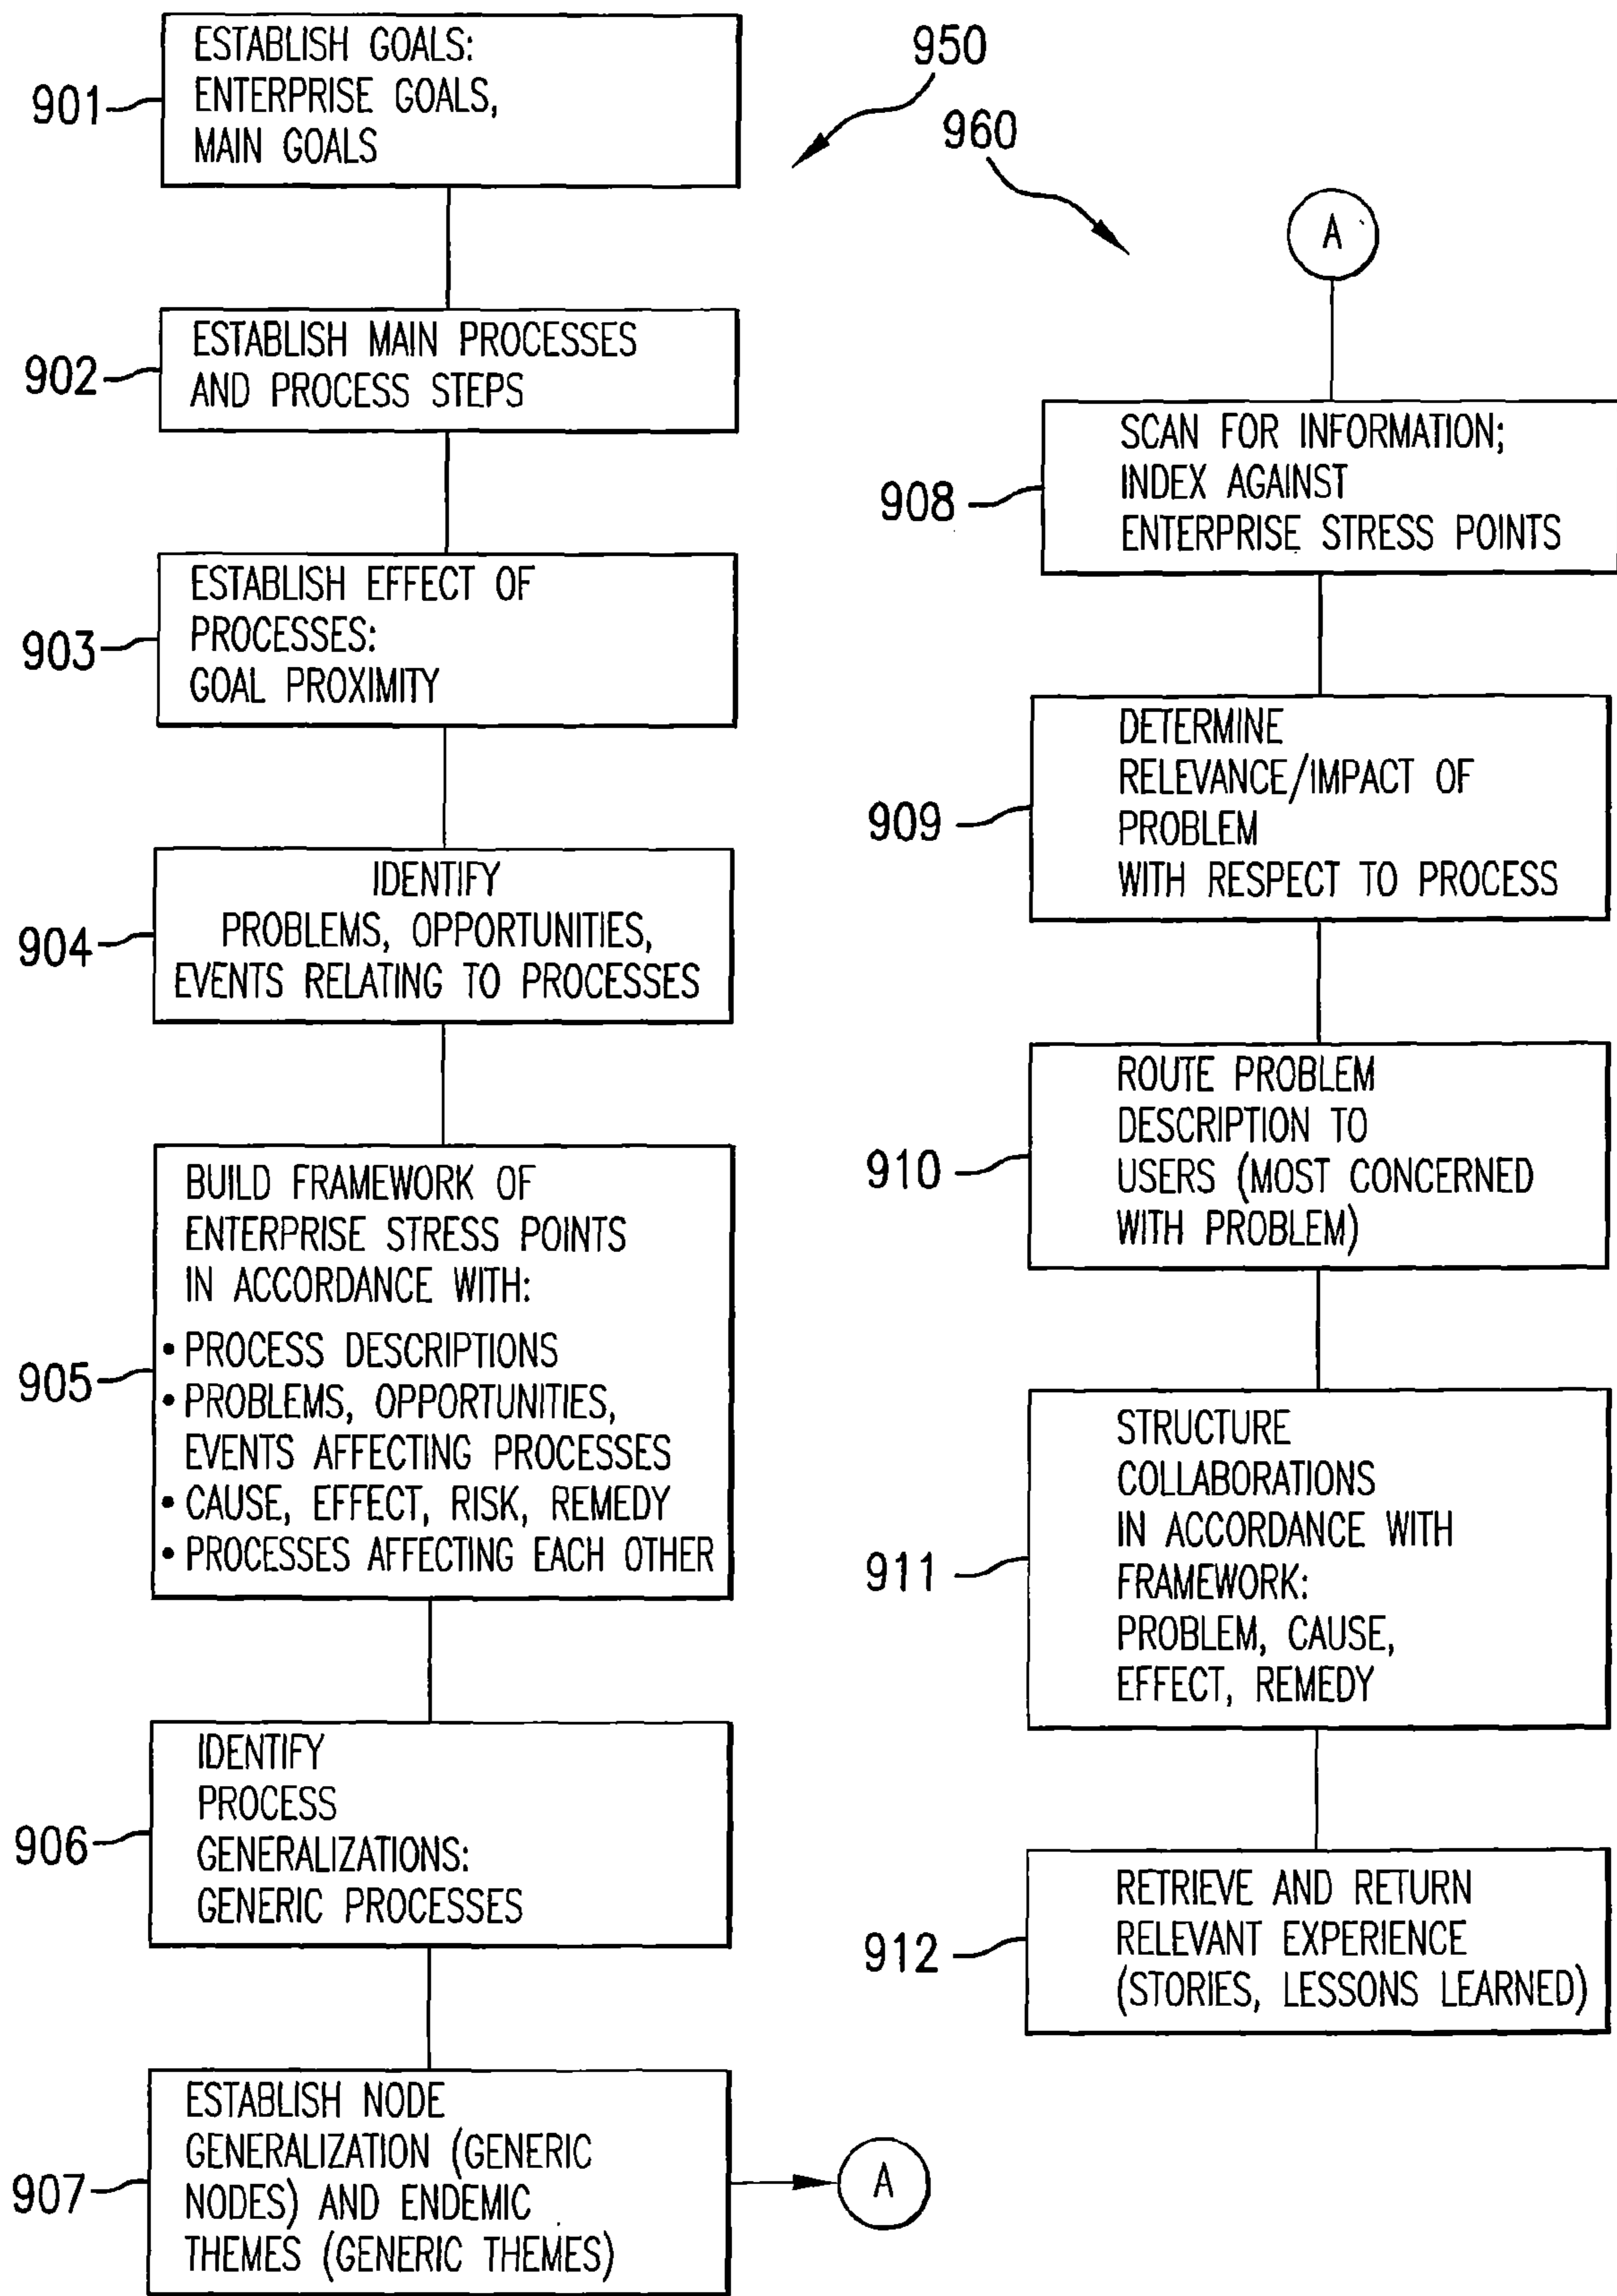 950
901
ESTABLISH GOALS:
ENTERPRISE GOALS,
MAIN GOALS
902
ESTABLISH MAIN PROCESSES
AND PROCESS STEPS
903
ESTABLISH EFFECT OF
PROCESSES:
GOAL PROXIMITY
904
IDENTIFY
PROBLEMS, OPPORTUNITIES,
EVENTS RELATING TO PROCESSES
905
BUILD FRAMEWORK OF
ENTERPRISE STRESS POINTS
IN ACCORDANCE WITH:
• PROCESS DESCRIPTIONS
• PROBLEMS, OPPORTUNITIES,
EVENTS AFFECTING PROCESSES
• CAUSE, EFFECT, RISK, REMEDY
• PROCESSES AFFECTING EACH OTHER
906
IDENTIFY
PROCESS
GENERALIZATIONS:
GENERIC PROCESSES
907
ESTABLISH NODE
GENERALIZATION (GENERIC
NODES) AND ENDEMIC
THEMES (GENERIC THEMES)
A
960
A
908
SCAN FOR INFORMATION;
INDEX AGAINST
ENTERPRISE STRESS POINTS
909
DETERMINE
RELEVANCE/IMPACT OF
PROBLEM
WITH RESPECT TO PROCESS
910
ROUTE PROBLEM
DESCRIPTION TO
USERS (MOST CONCERNED
WITH PROBLEM)
911
STRUCTURE
COLLABORATIONS
IN ACCORDANCE WITH
FRAMEWORK:
PROBLEM, CAUSE,
EFFECT, REMEDY
912
RETRIEVE AND RETURN
RELEVANT EXPERIENCE
(STORIES, LESSONS LEARNED)